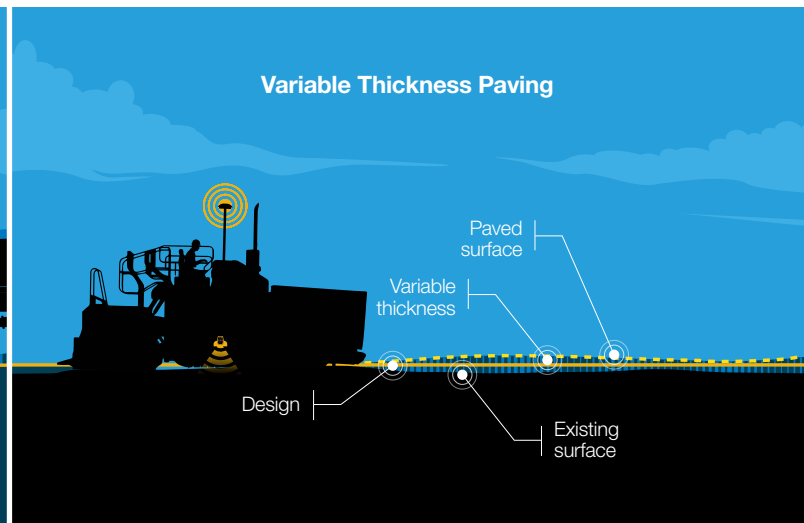 Variable Thickness Paving
Paved
surface
Variable
thickness
Design
Existing
surface